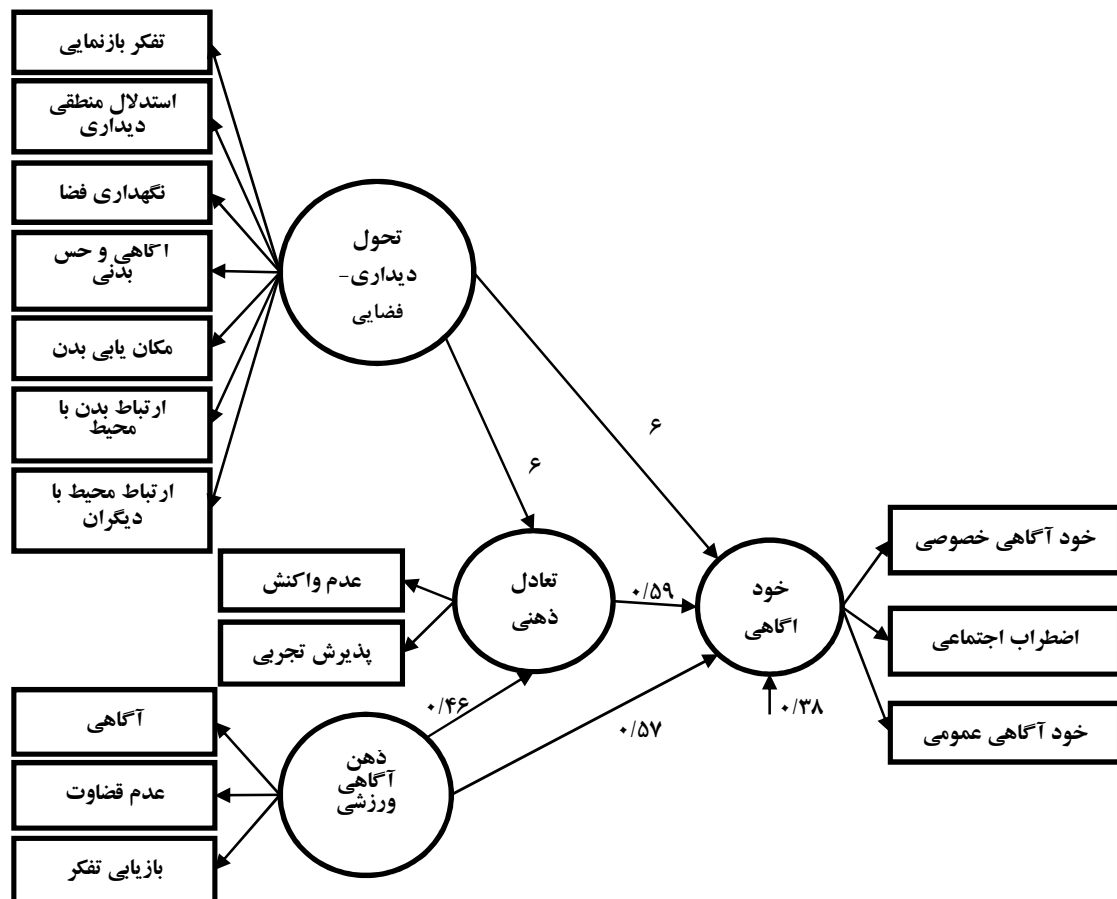 تفکر بازنمایی
استدلال منطقی
دیداری
نگهداری فضا
اگاهی و حس
بدنی
مکان یابی بدن
ارتباط بدن با
محیط
ارتباط محیط با
دیگران
تحول
دیداری-
فضایی
۶
۶
عدم واکنش
پذیرش تجربی
تعادل
ذهنی
۰/۵۹
خود
اگاهی
خود آگاهی خصوصی
اضطراب اجتماعی
خود آگاهی عمومی
۰/۴۶
۰/۵۷
۰/۳۸
آگاهی
عدم قضاوت
بازیابی تفکر
ذهن
آگاهی
ورزشی